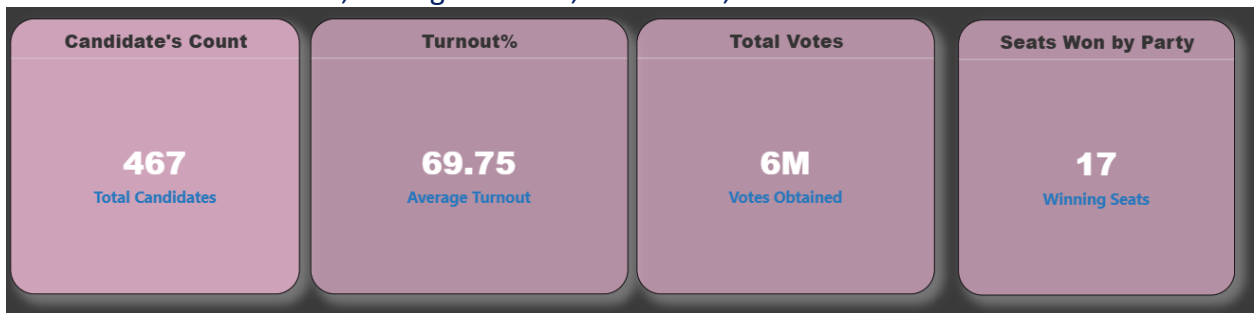 Candidate's Count
467
Total Candidates
Turnout%
69.75
Average Turnout
Total Votes
6M
Votes Obtained
Seats Won by Party
17
Winning Seats